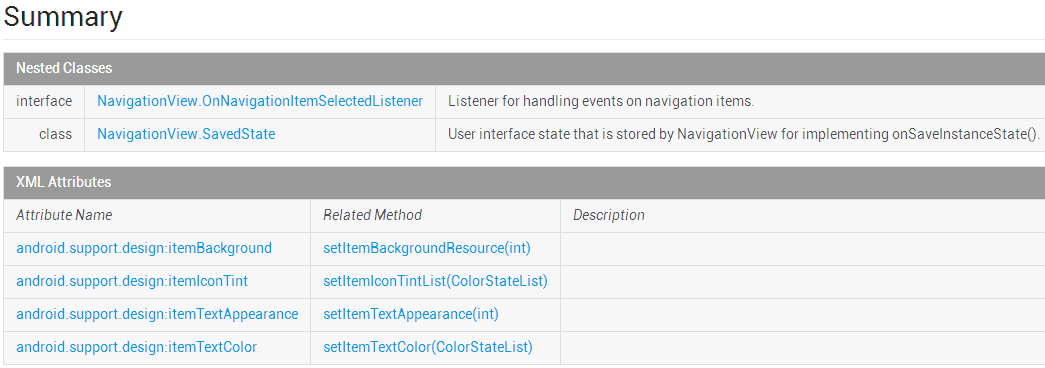 Summary
Nested Classes
interface NavigationView.OnNavigationItemSelectedListener Listener for handling events on navigation items.
class NavigationView.SavedState User interface state that is stored by NavigationView for implementing onSaveInstanceState().
XML Attributes
Attribute Name Related Method Description
android.support.design:itemBackground setItemBackgroundResource(int)
android.support.design:itemIconTint setItemIconTintList(ColorStateList)
android.support.design:itemTextAppearance setItemTextAppearance(int)
android.support.design:itemTextColor setItemTextColor(ColorStateList)